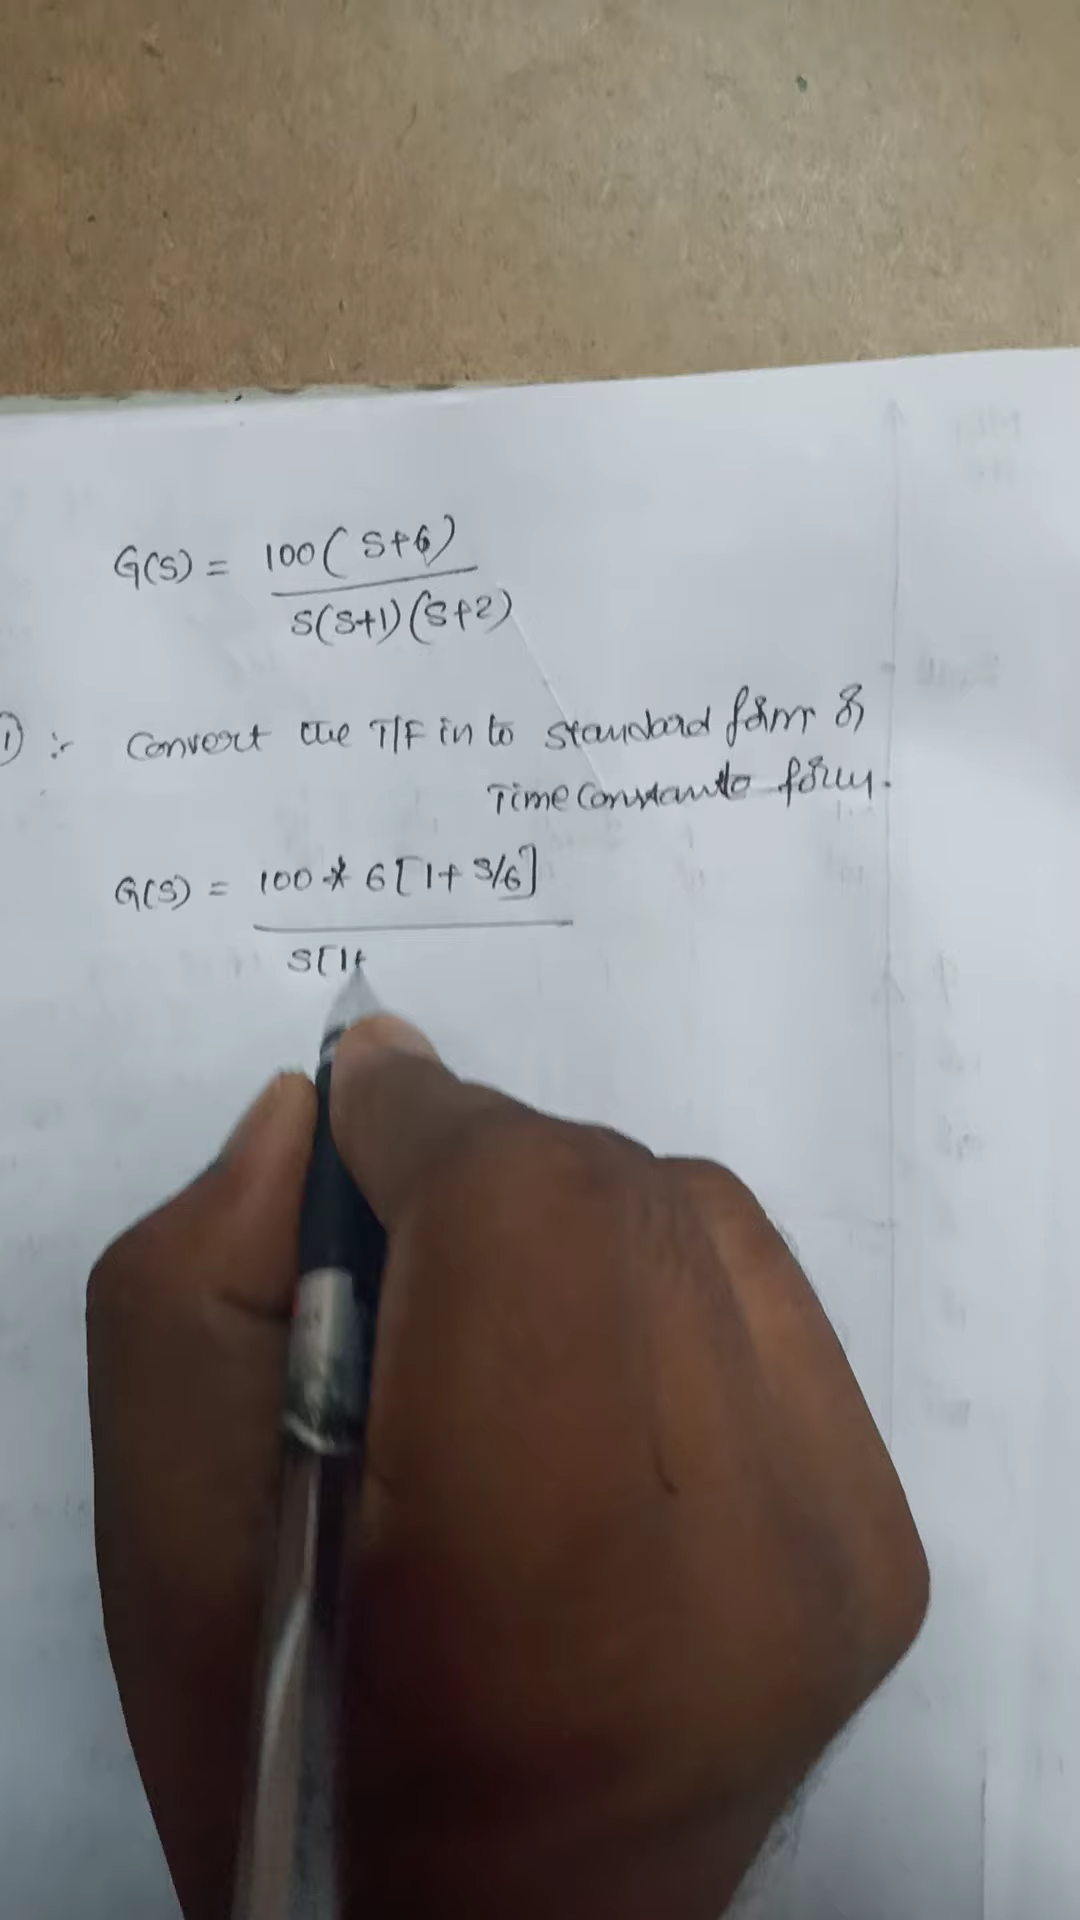 G(S) = 100(S+6)
S(S+1)(S+2)
1) :- Convert the T/F in to standard form &
Time Constants form.
G(S) = 100 * 6[1+ S/6]
S[1+